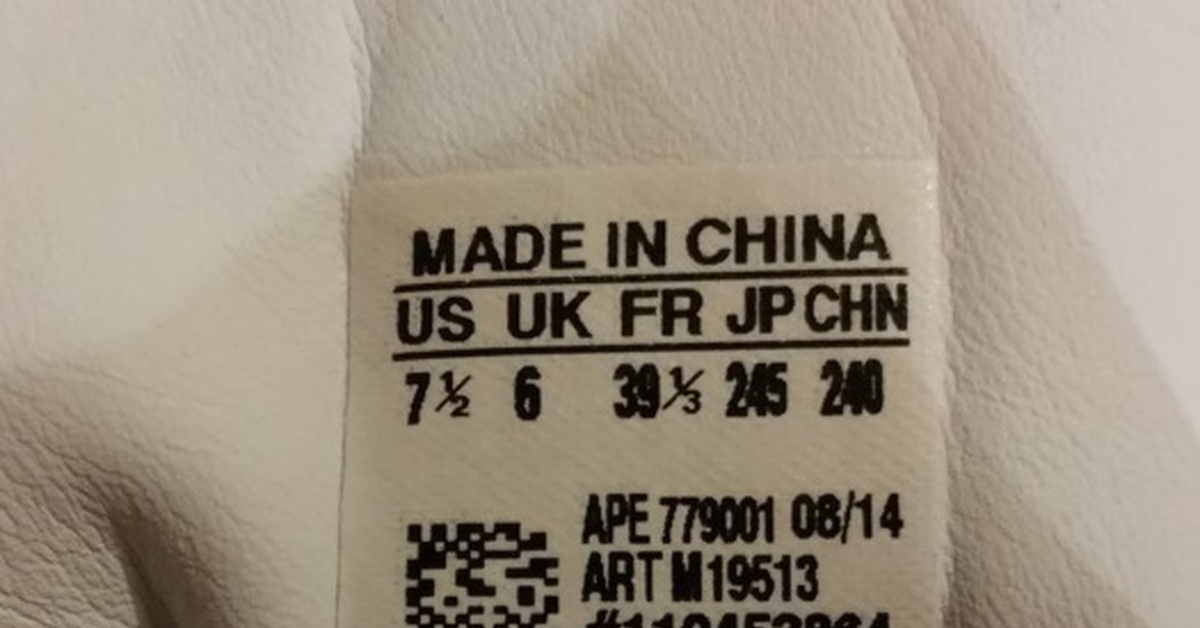 MADE IN CHINA
US UK FR JP CHN
7½ 6 39⅓ 245 240
APE 779001 08/14
ART M19513